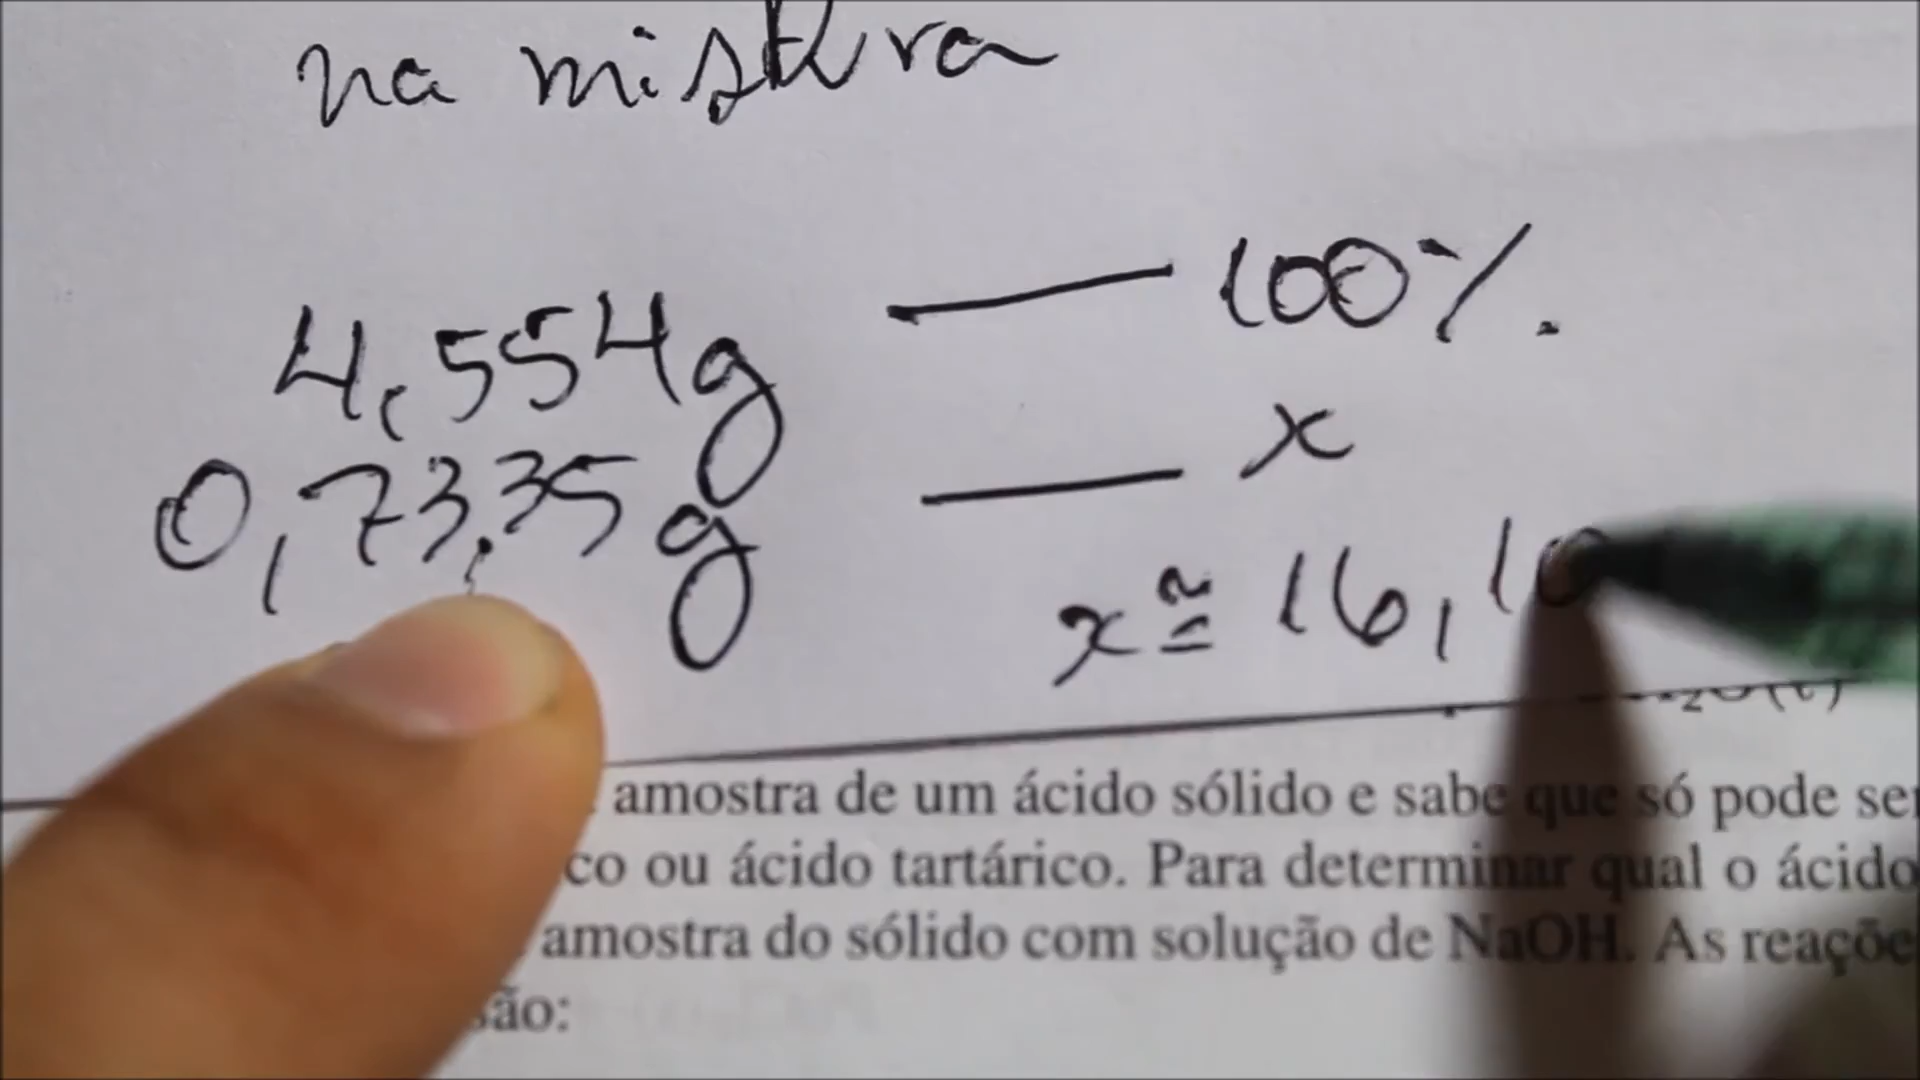 na mistura
4,554g — 100%.
0,7335g — x
x ≅ 16,10
amostra de um ácido sólido e sabe que só pode ser
co ou ácido tartárico. Para determinar qual o ácido
amostra do sólido com solução de NaOH. As reaçõe
são: